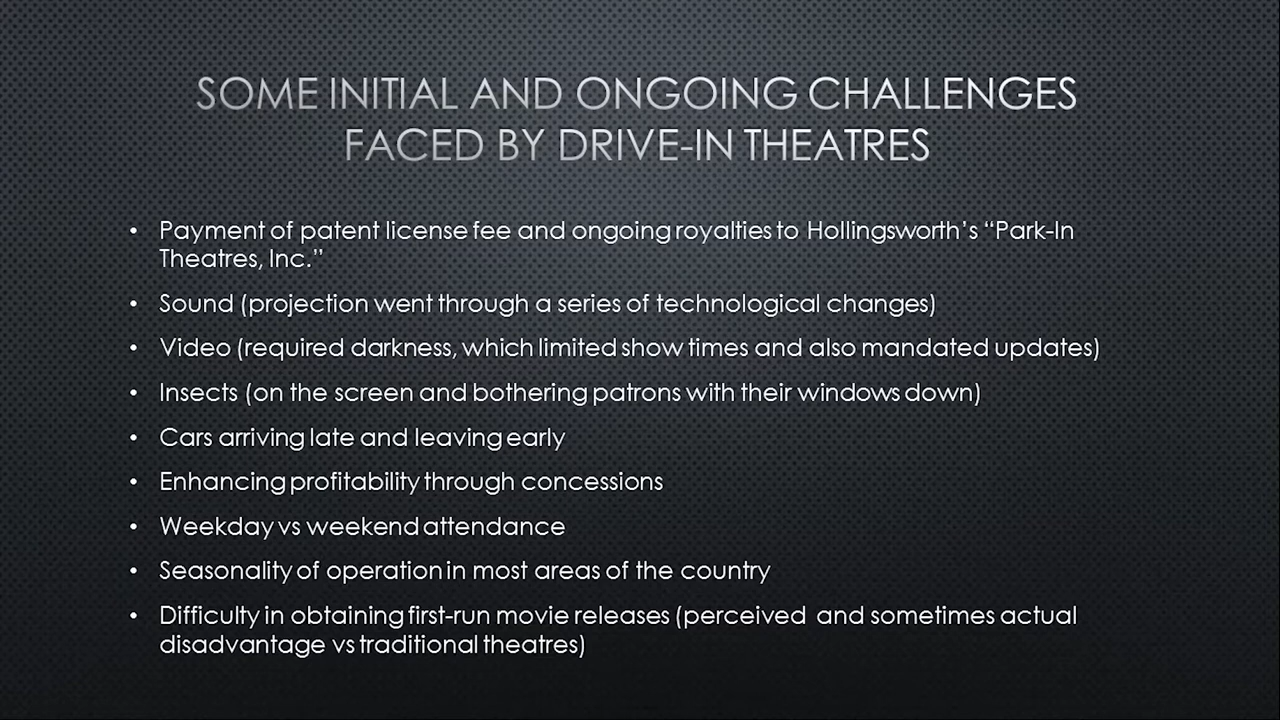 SOME INITIAL AND ONGOING CHALLENGES
FACED BY DRIVE-IN THEATRES
• Payment of patent license fee and ongoing royalties to Hollingsworth’s “Park-In
Theatres, Inc.”
• Sound (projection went through a series of technological changes)
• Video (required darkness, which limited show times and also mandated updates)
• Insects (on the screen and bothering patrons with their windows down)
• Cars arriving late and leaving early
• Enhancing profitability through concessions
• Weekday vs weekend attendance
• Seasonality of operation in most areas of the country
• Difficulty in obtaining first-run movie releases (perceived and sometimes actual
disadvantage vs traditional theatres)